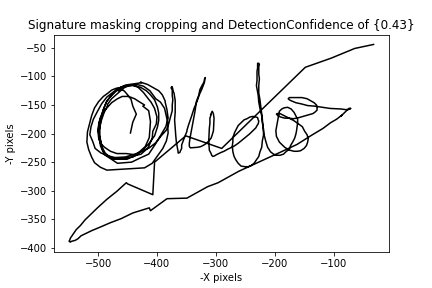 Signature masking cropping and DetectionConfidence of {0.43}
−50
−100
−150
−200
−250
−300
−350
−400
-Y pixels
−500 −400 −300 −200 −100
-X pixels